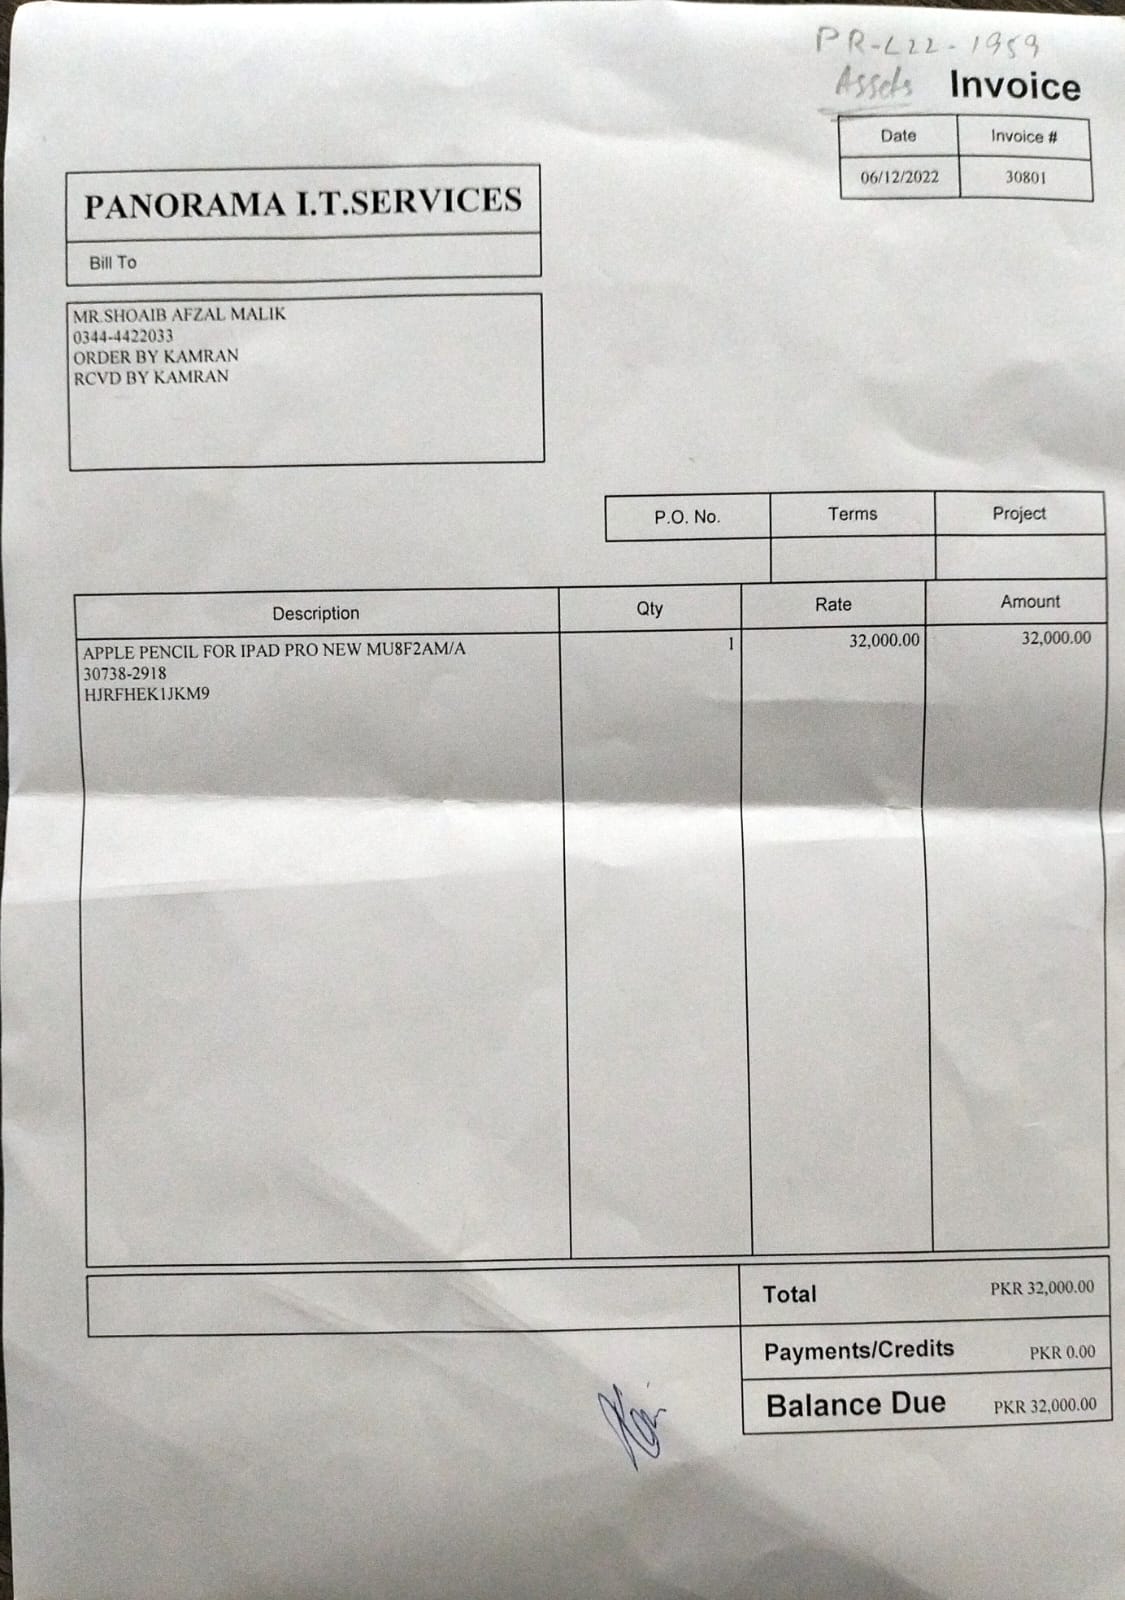 PR-L22-1959
Assets Invoice
Date Invoice #
06/12/2022 30801
PANORAMA I.T.SERVICES
Bill To
MR.SHOAIB AFZAL MALIK
0344-4422033
ORDER BY KAMRAN
RCVD BY KAMRAN
P.O. No. Terms Project
Description Qty Rate Amount
APPLE PENCIL FOR IPAD PRO NEW MU8F2AM/A 1 32,000.00 32,000.00
30738-2918
HJRFHEK1JKM9
Total PKR 32,000.00
Payments/Credits PKR 0.00
Balance Due PKR 32,000.00